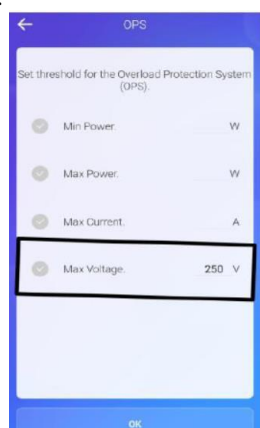 OPS
Set threshold for the Overload Protection System
(OPS).
Min Power. W
Max Power. W
Max Current. A
Max Voltage. 250 V
OK